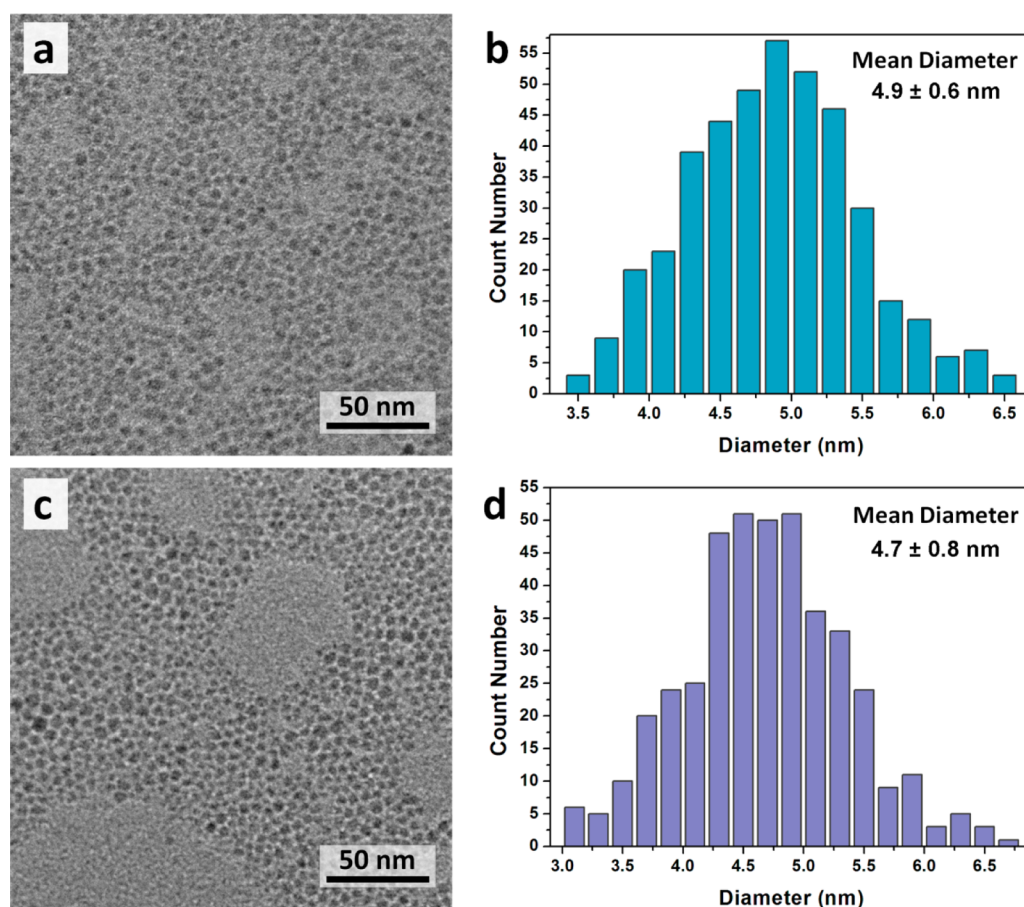 a
50 nm
b
Mean Diameter
4.9 ± 0.6 nm
Count Number
55
50
45
40
35
30
25
20
15
10
5
0
3.5 4.0 4.5 5.0 5.5 6.0 6.5
Diameter (nm)
c
50 nm
d
Mean Diameter
4.7 ± 0.8 nm
Count Number
55
50
45
40
35
30
25
20
15
10
5
0
3.0 3.5 4.0 4.5 5.0 5.5 6.0 6.5
Diameter (nm)